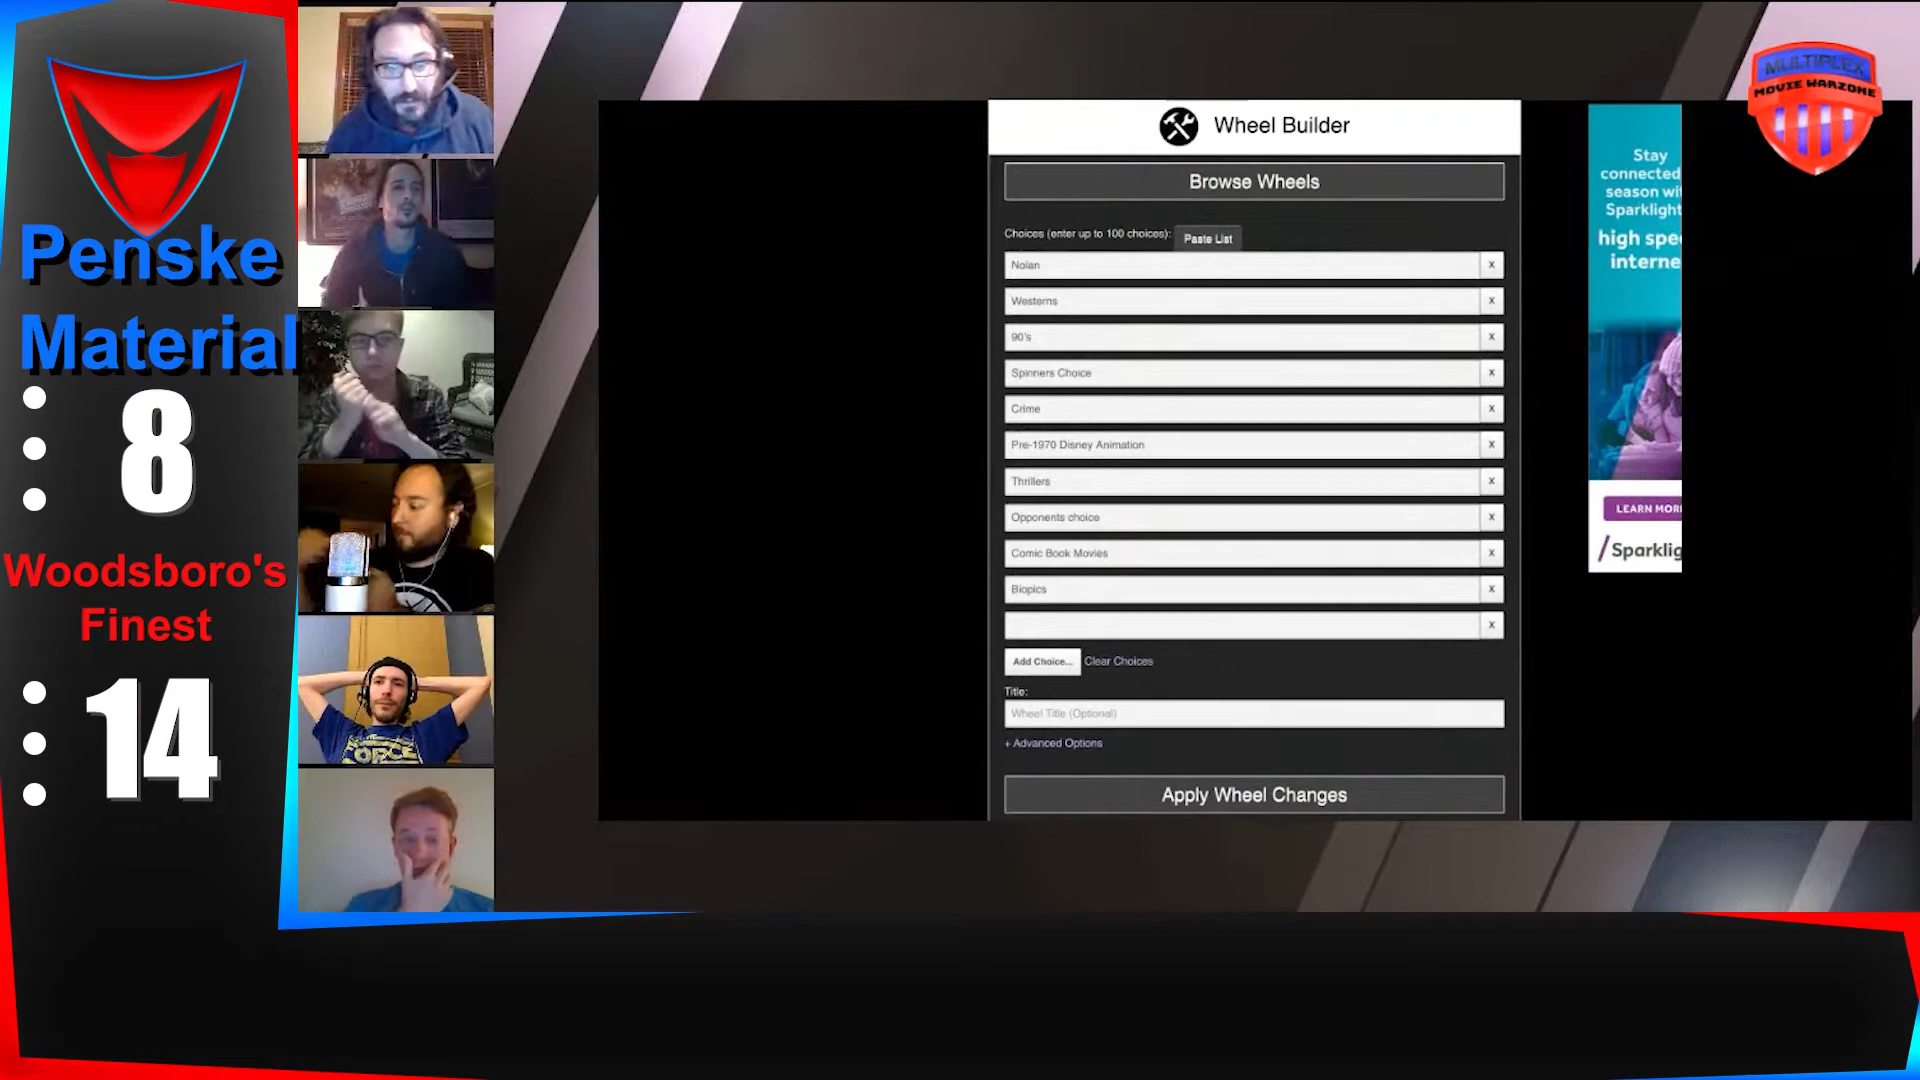 Penske
Material
8
Woodsboro's
Finest
14
FORCE
Wheel Builder
Browse Wheels
Choices (enter up to 100 choices):
Paste List
Nolan
x
Westerns
x
90's
x
Spinners Choice
x
Crime
x
Pre-1970 Disney Animation
x
Thrillers
x
Opponents choice
x
Comic Book Movies
x
Biopics
x
x
Add Choice...
Clear Choices
Title:
Wheel Title (Optional)
+ Advanced Options
Apply Wheel Changes
Stay
connected
season wi
Sparklight
high spe
interne
LEARN MOR
Sparklig
MULTIPLEX
MOVIE WARZONE